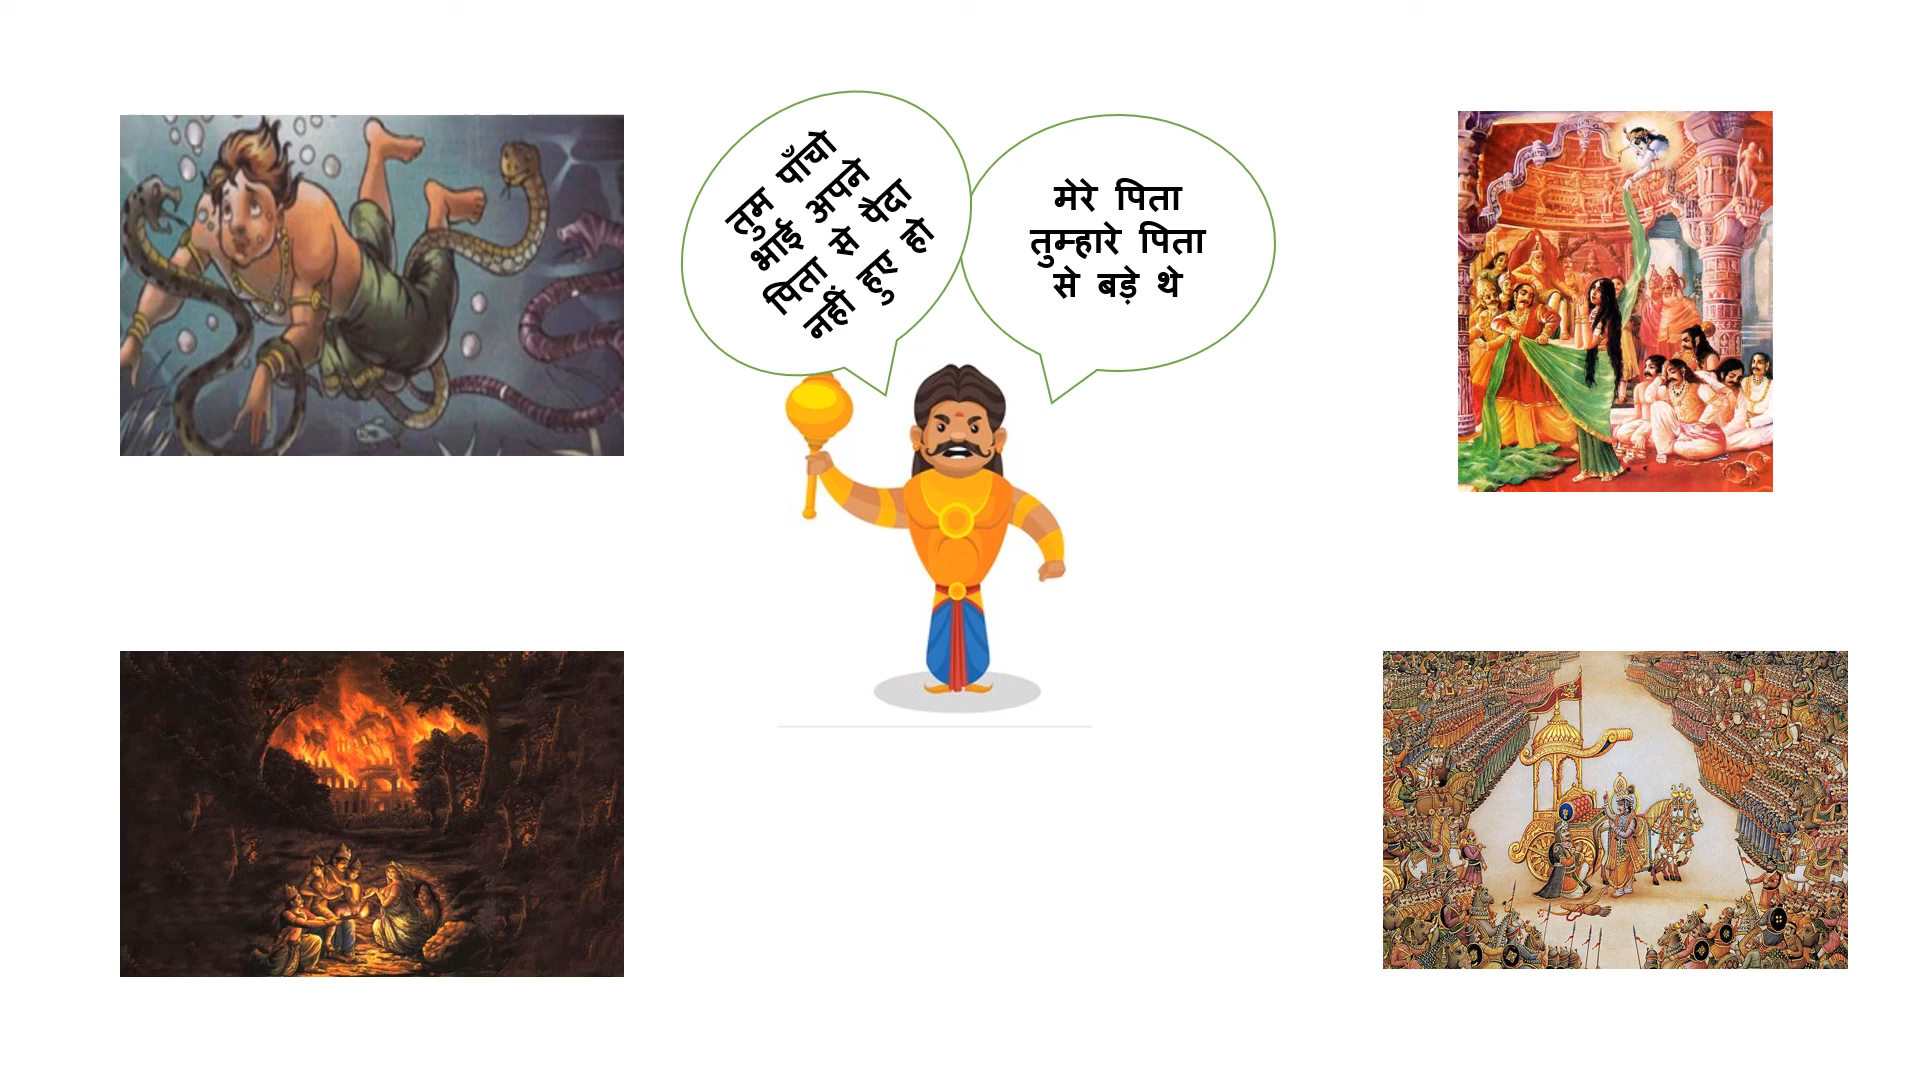 तुम पाँचो
भाई अपने
पिता से पैदा
नहीं हुए हो
मेरे पिता
तुम्हारे पिता
से बड़े थे